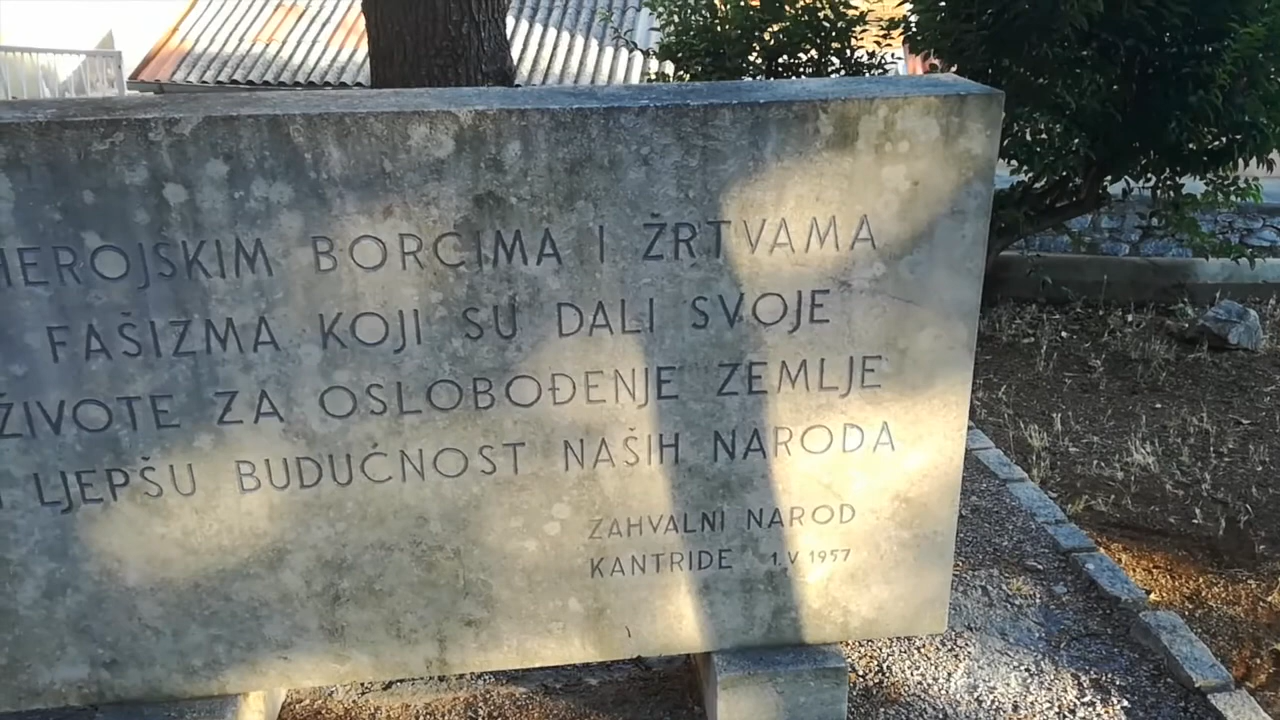 HEROJSKIM BORCIMA I ŽRTVAMA
FAŠIZMA KOJI SU DALI SVOJE
ŽIVOTE ZA OSLOBOĐENJE ZEMLJE
I LJEPŠU BUDUĆNOST NAŠIH NARODA
ZAHVALNI NAROD
KANTRIDE 1.V 1957